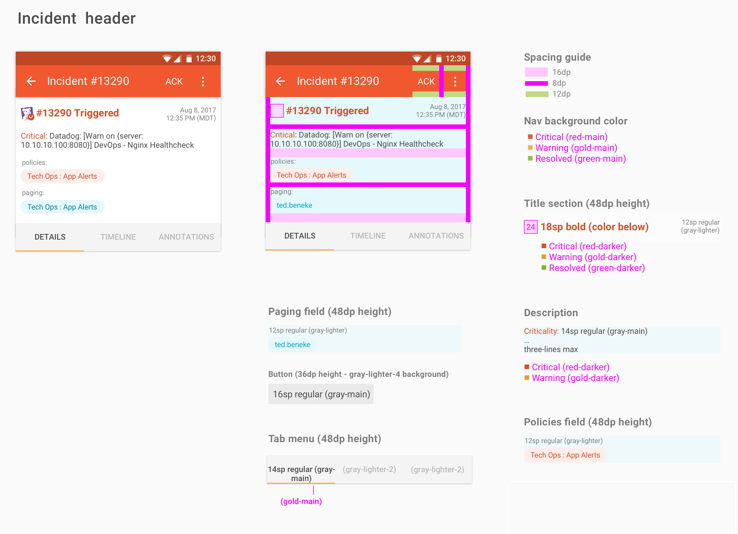 Incident header
12:30
Incident #13290 ACK
#13290 Triggered
Aug 8, 2017
12:35 PM (MDT)
Critical: Datadog: [Warn on {server:
10.10.10.100:8080}] DevOps - Nginx Healthcheck
policies:
Tech Ops : App Alerts
paging:
Tech Ops : App Alerts
DETAILS TIMELINE ANNOTATIONS
12:30
Incident #13290 ACK
#13290 Triggered
Aug 8, 2017
12:35 PM (MDT)
Critical: Datadog: [Warn on {server:
10.10.10.100:8080}] DevOps - Nginx Healthcheck
policies:
Tech Ops : App Alerts
paging:
ted.beneke
DETAILS TIMELINE ANNOTATIONS
Paging field (48dp height)
12sp regular (gray-lighter)
ted.beneke
Button (36dp height - gray-lighter-4 background)
16sp regular (gray-main)
Tab menu (48dp height)
14sp regular (gray-
main)
(gray-lighter-2)
(gray-lighter-2)
(gold-main)
Spacing guide
16dp
8dp
12dp
Nav background color
Critical (red-main)
Warning (gold-main)
Resolved (green-main)
Title section (48dp height)
24 18sp bold (color below)
12sp regular
(gray-lighter)
Critical (red-darker)
Warning (gold-darker)
Resolved (green-darker)
Description
Criticality: 14sp regular (gray-main)
...
three-lines max
Critical (red-darker)
Warning (gold-darker)
Policies field (48dp height)
12sp regular (gray-lighter)
Tech Ops : App Alerts